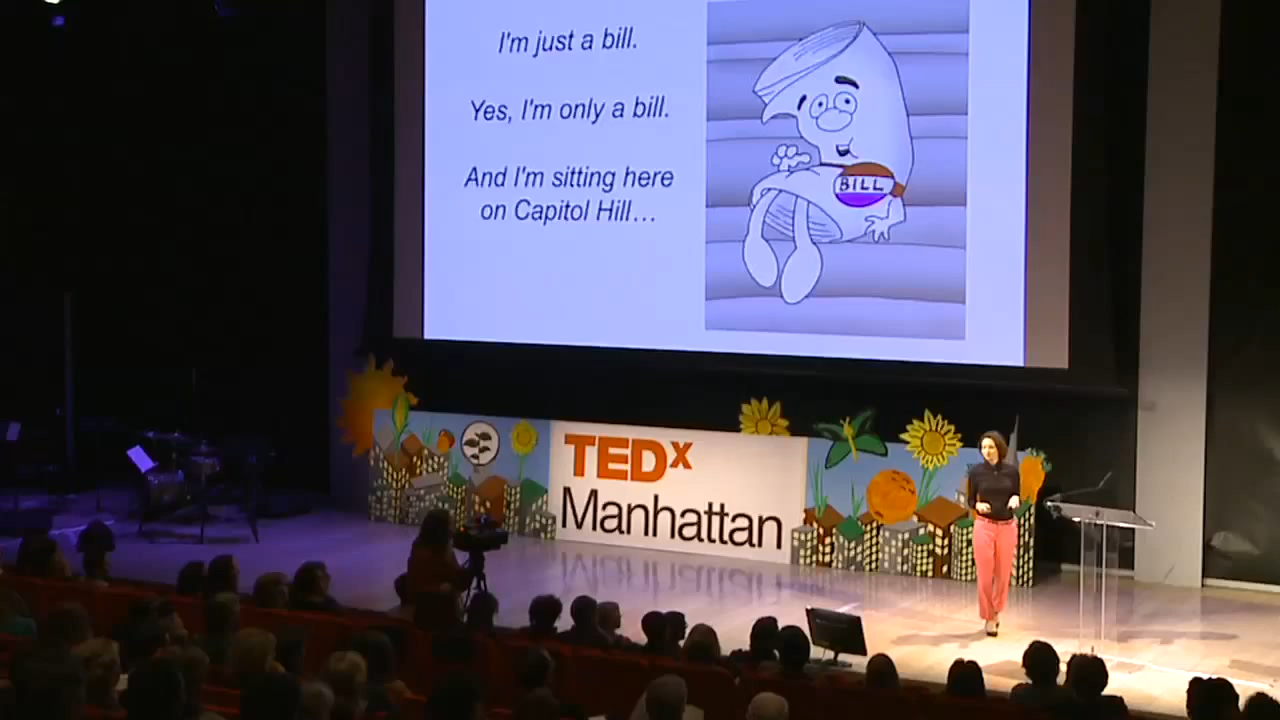 I'm just a bill.
Yes, I'm only a bill.
And I'm sitting here
on Capitol Hill…
BILL
TEDx
Manhattan